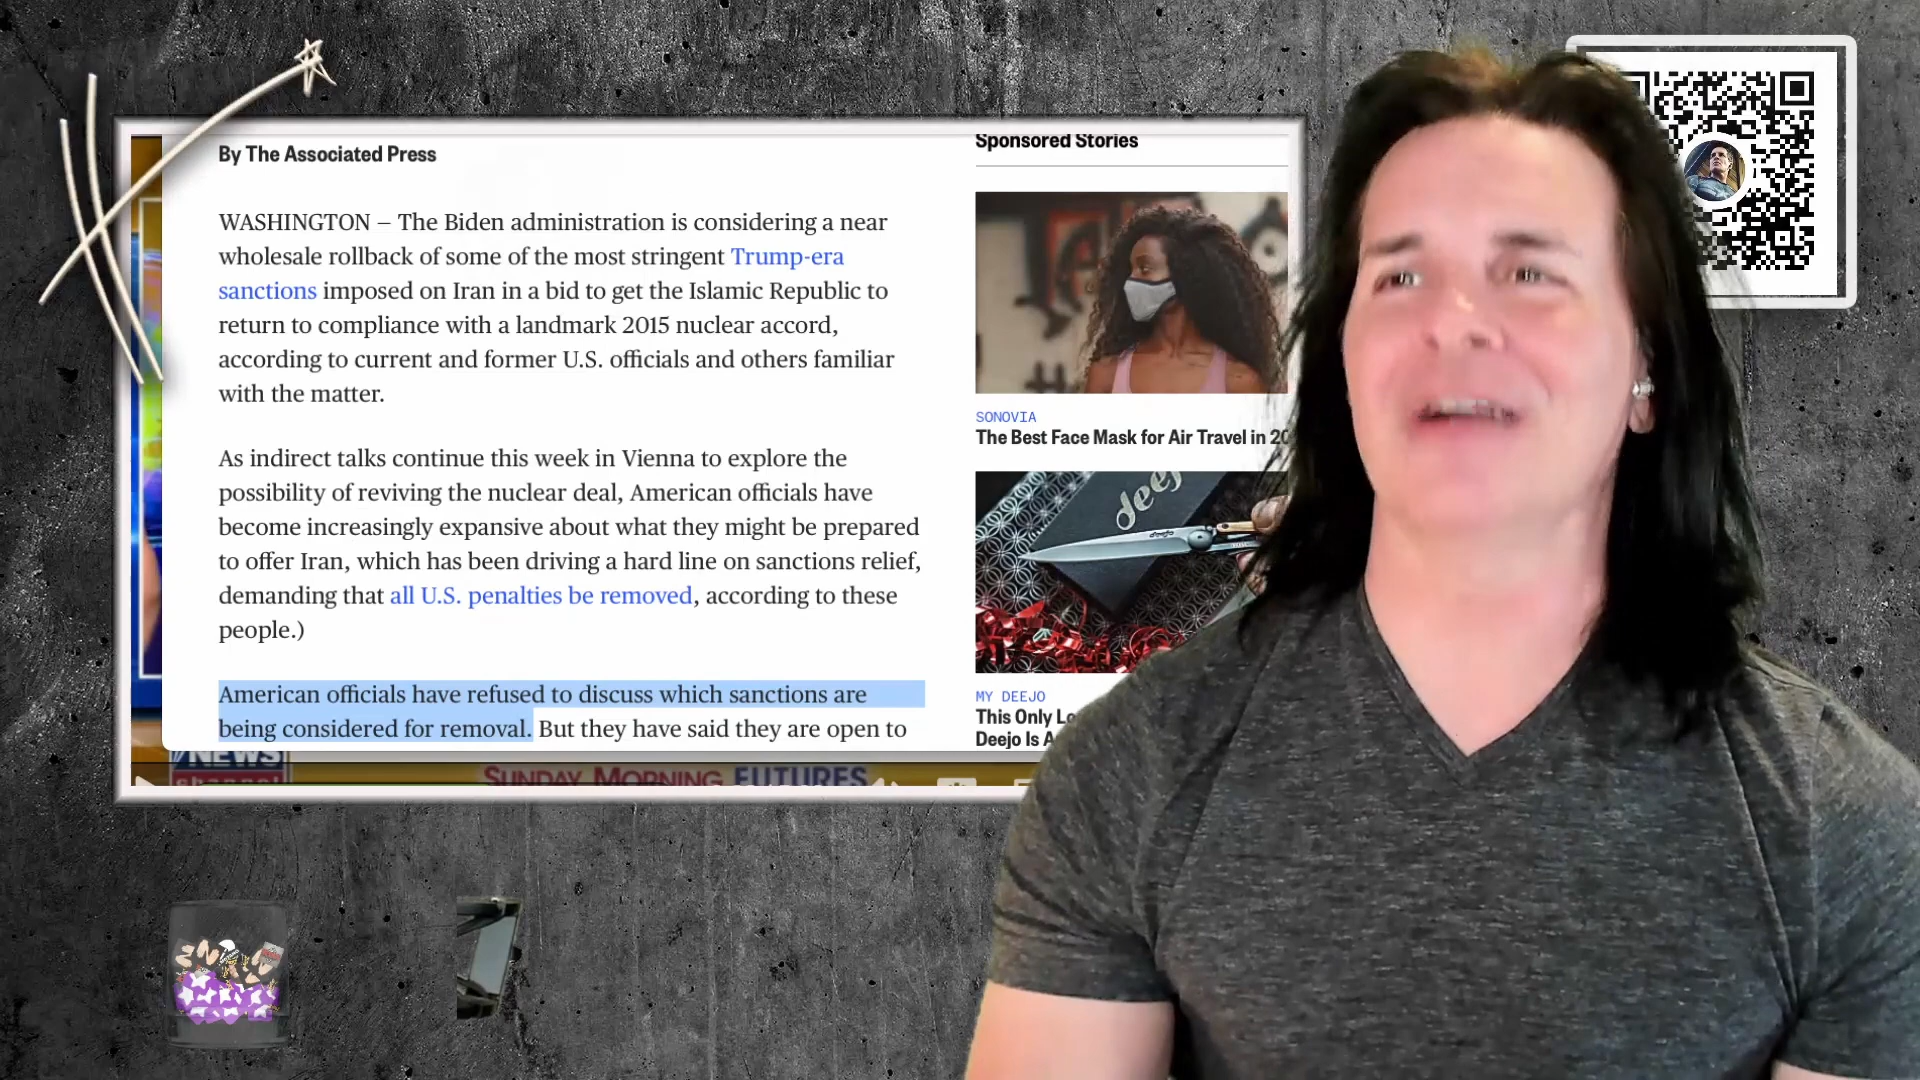 By The Associated Press
WASHINGTON — The Biden administration is considering a near
wholesale rollback of some of the most stringent Trump-era
sanctions imposed on Iran in a bid to get the Islamic Republic to
return to compliance with a landmark 2015 nuclear accord,
according to current and former U.S. officials and others familiar
with the matter.
As indirect talks continue this week in Vienna to explore the
possibility of reviving the nuclear deal, American officials have
become increasingly expansive about what they might be prepared
to offer Iran, which has been driving a hard line on sanctions relief,
demanding that all U.S. penalties be removed, according to these
people.)
American officials have refused to discuss which sanctions are
being considered for removal. But they have said they are open to
Sponsored Stories
SONOVIA
The Best Face Mask for Air Travel in
deejo
MY DEEJO
This Only
Deejo Is
NEWS
channel
SUNDAY MORNING FUTURES